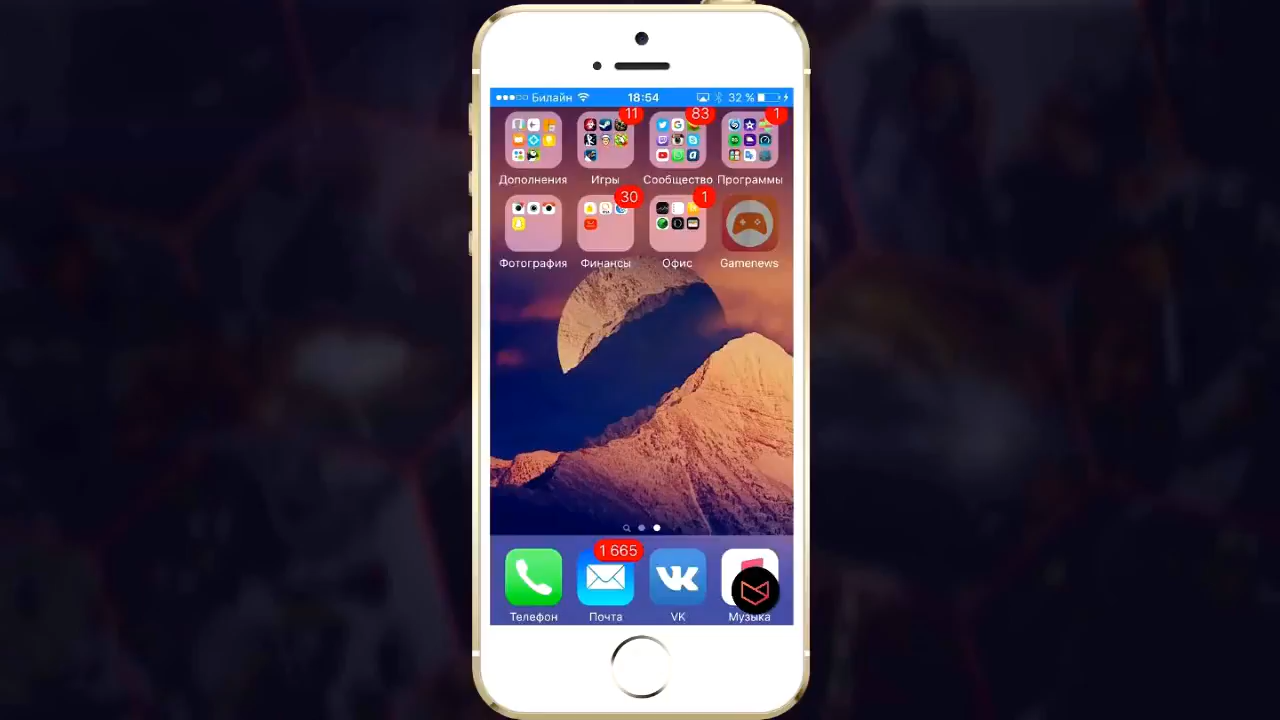 Билайн 18:54 32 %
11 83 1
Дополнения Игры Сообщество Программы
30 1
Фотография Финансы Офис Gamenews
1 665
Телефон Почта VK Музыка